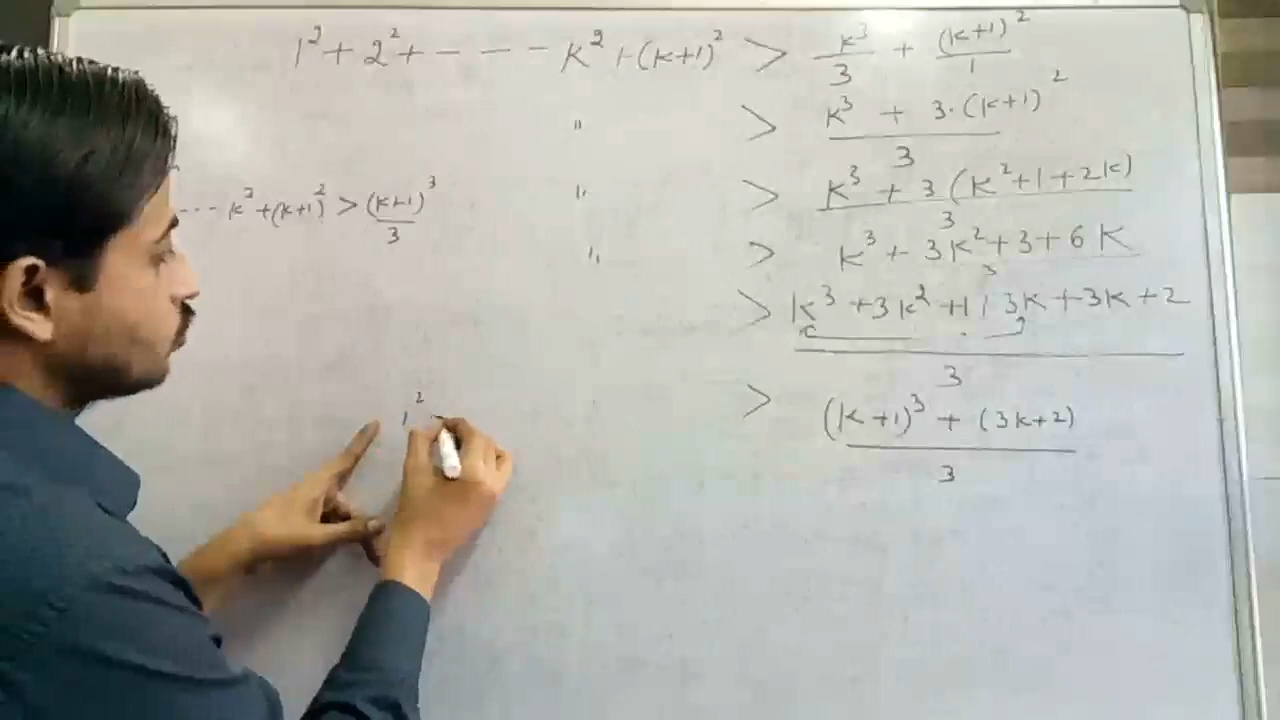 1² + 2² + - - - k² + (k+1)² > k³/3 + (k+1)²/1
" > k³ + 3·(k+1)² / 3
--- k² + (k+1)² > (k+1)³/3
" > k³ + 3(k²+1+2k) / 3
" > k³ + 3k² + 3 + 6k / 3
> k³ + 3k² + 1 + 3k + 3k + 2 / 3
> (k+1)³ + (3k+2) / 3
1²